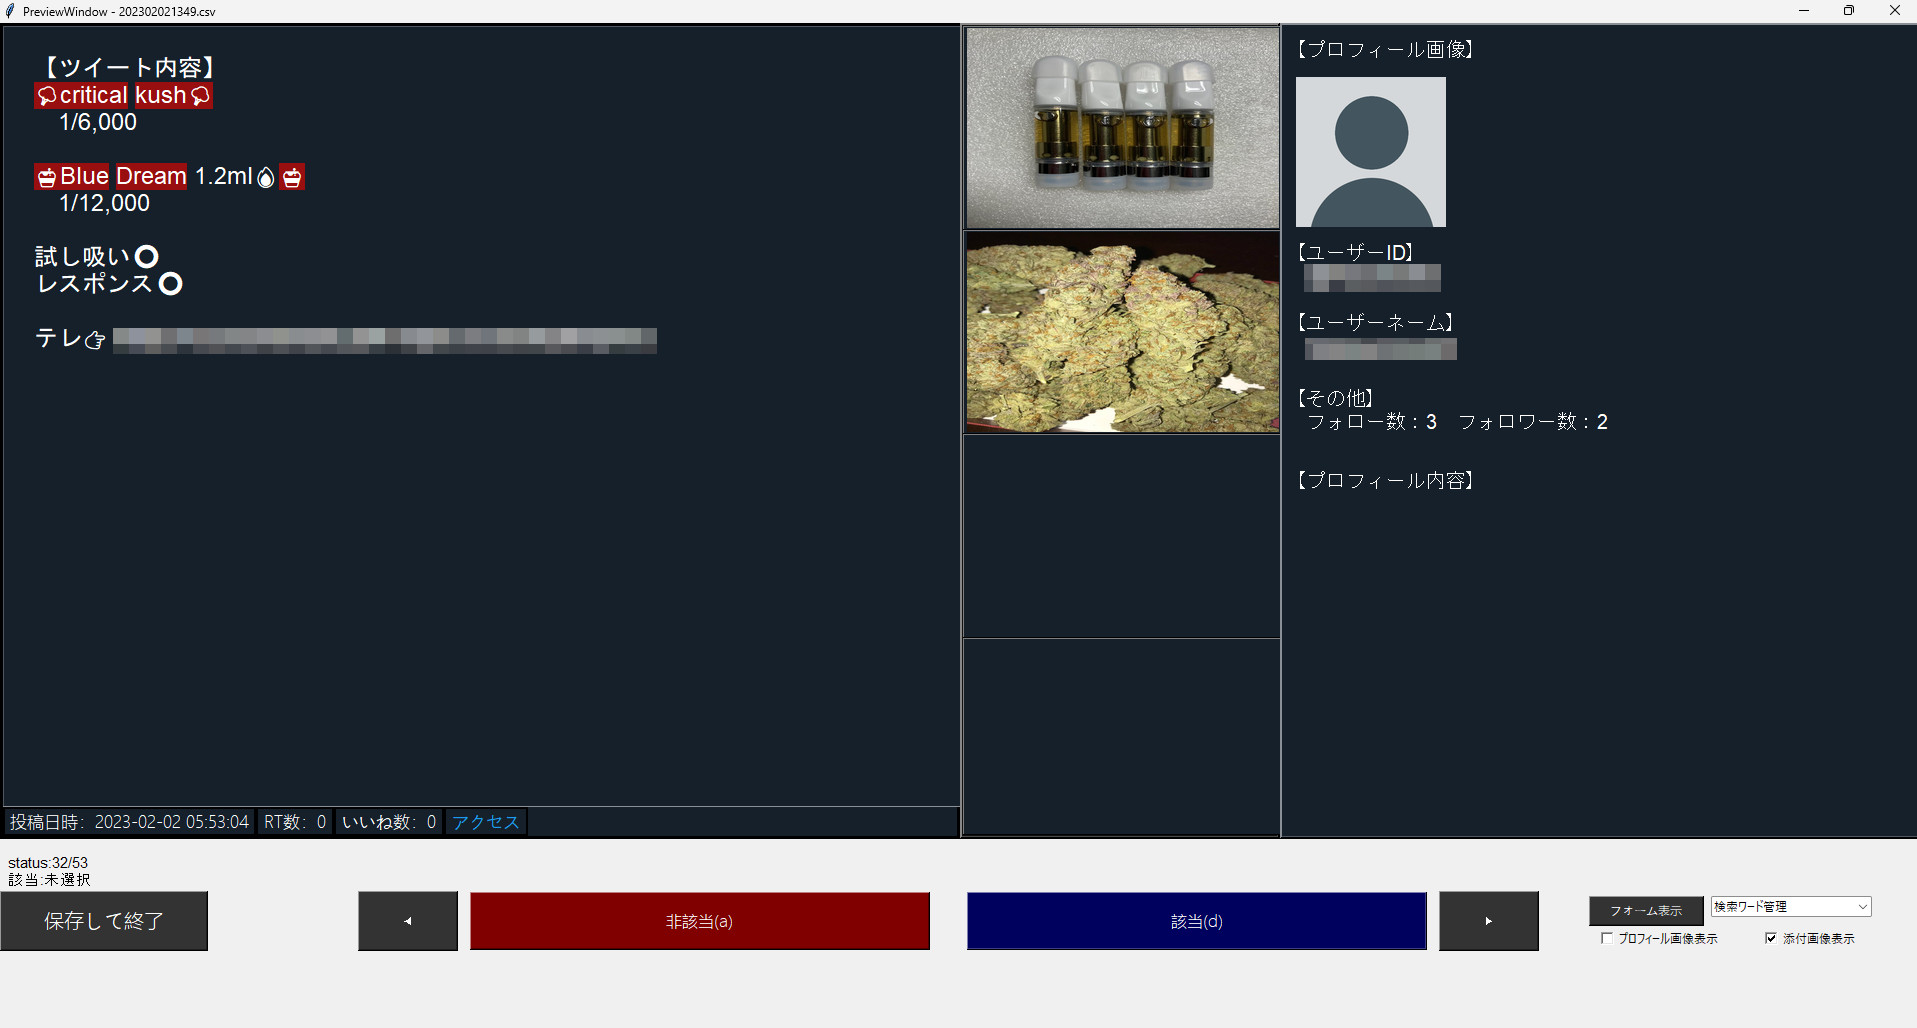 PreviewWindow - 202302021349.csv
【ツイート内容】
critical kush
1/6,000
Blue Dream 1.2ml
1/12,000
試し吸い⭕
レスポンス⭕
テレ👉
投稿日時: 2023-02-02 05:53:04 RT数: 0 いいね数: 0 アクセス
【プロフィール画像】
【ユーザーID】
【ユーザーネーム】
【その他】
フォロー数：3 フォロワー数：2
【プロフィール内容】
status:32/53
該当:未選択
保存して終了
非該当(a)
該当(d)
フォーム表示
検索ワード管理
プロフィール画像表示
添付画像表示